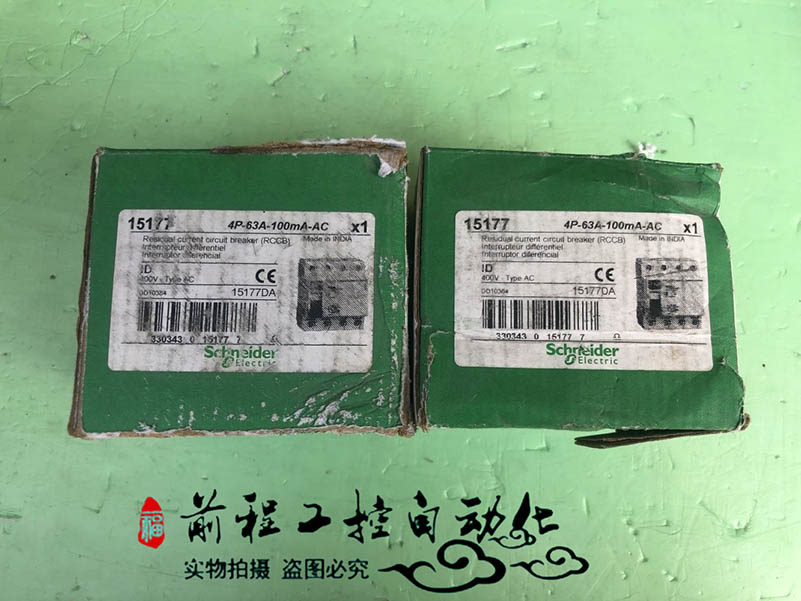 15177 4P-63A-100mA-AC x1
Residual current circuit breaker (RCCB) Made in INDIA
Interrupteur différentiel
Interruptor diferencial
ID CE
400V - Type AC
15177DA
330343 0 15177 7
Schneider
Electric
15177 4P-63A-100mA-AC x1
Residual current circuit breaker (RCCB) Made in INDIA
Interrupteur différentiel
Interruptor diferencial
ID CE
400V - Type AC
15177DA
330343 0 15177 7
Schneider
Electric
福 前程工控自动化
实物拍摄 盗图必究